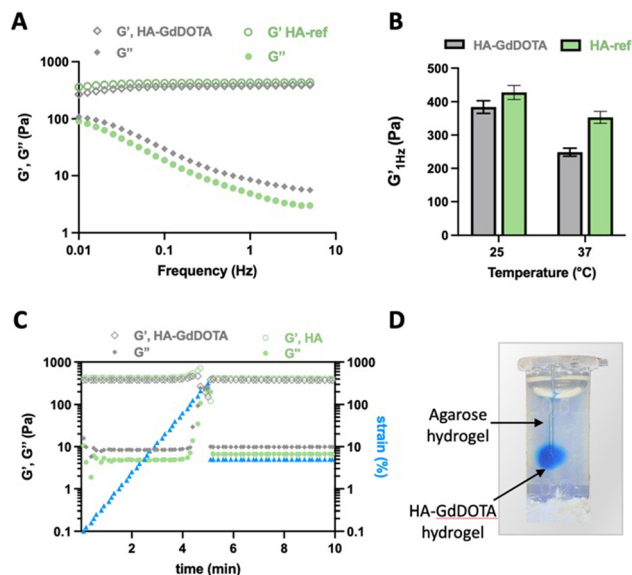 A
G' , HA-GdDOTA
G' HA-ref
G''
G''
1000
100
10
1
G', G'' (Pa)
0.01
0.1
1
10
Frequency (Hz)
B
HA-GdDOTA
HA-ref
500
400
300
200
100
0
G'1Hz
(Pa)
25
37
Temperature (°C)
C
G', HA-GdDOTA
G', HA
G''
G''
1000
100
10
1
0.1
G', G'' (Pa)
1000
100
10
1
0.1
strain (%)
2
4
6
8
10
time (min)
D
Agarose
hydrogel
HA-GdDOTA
hydrogel